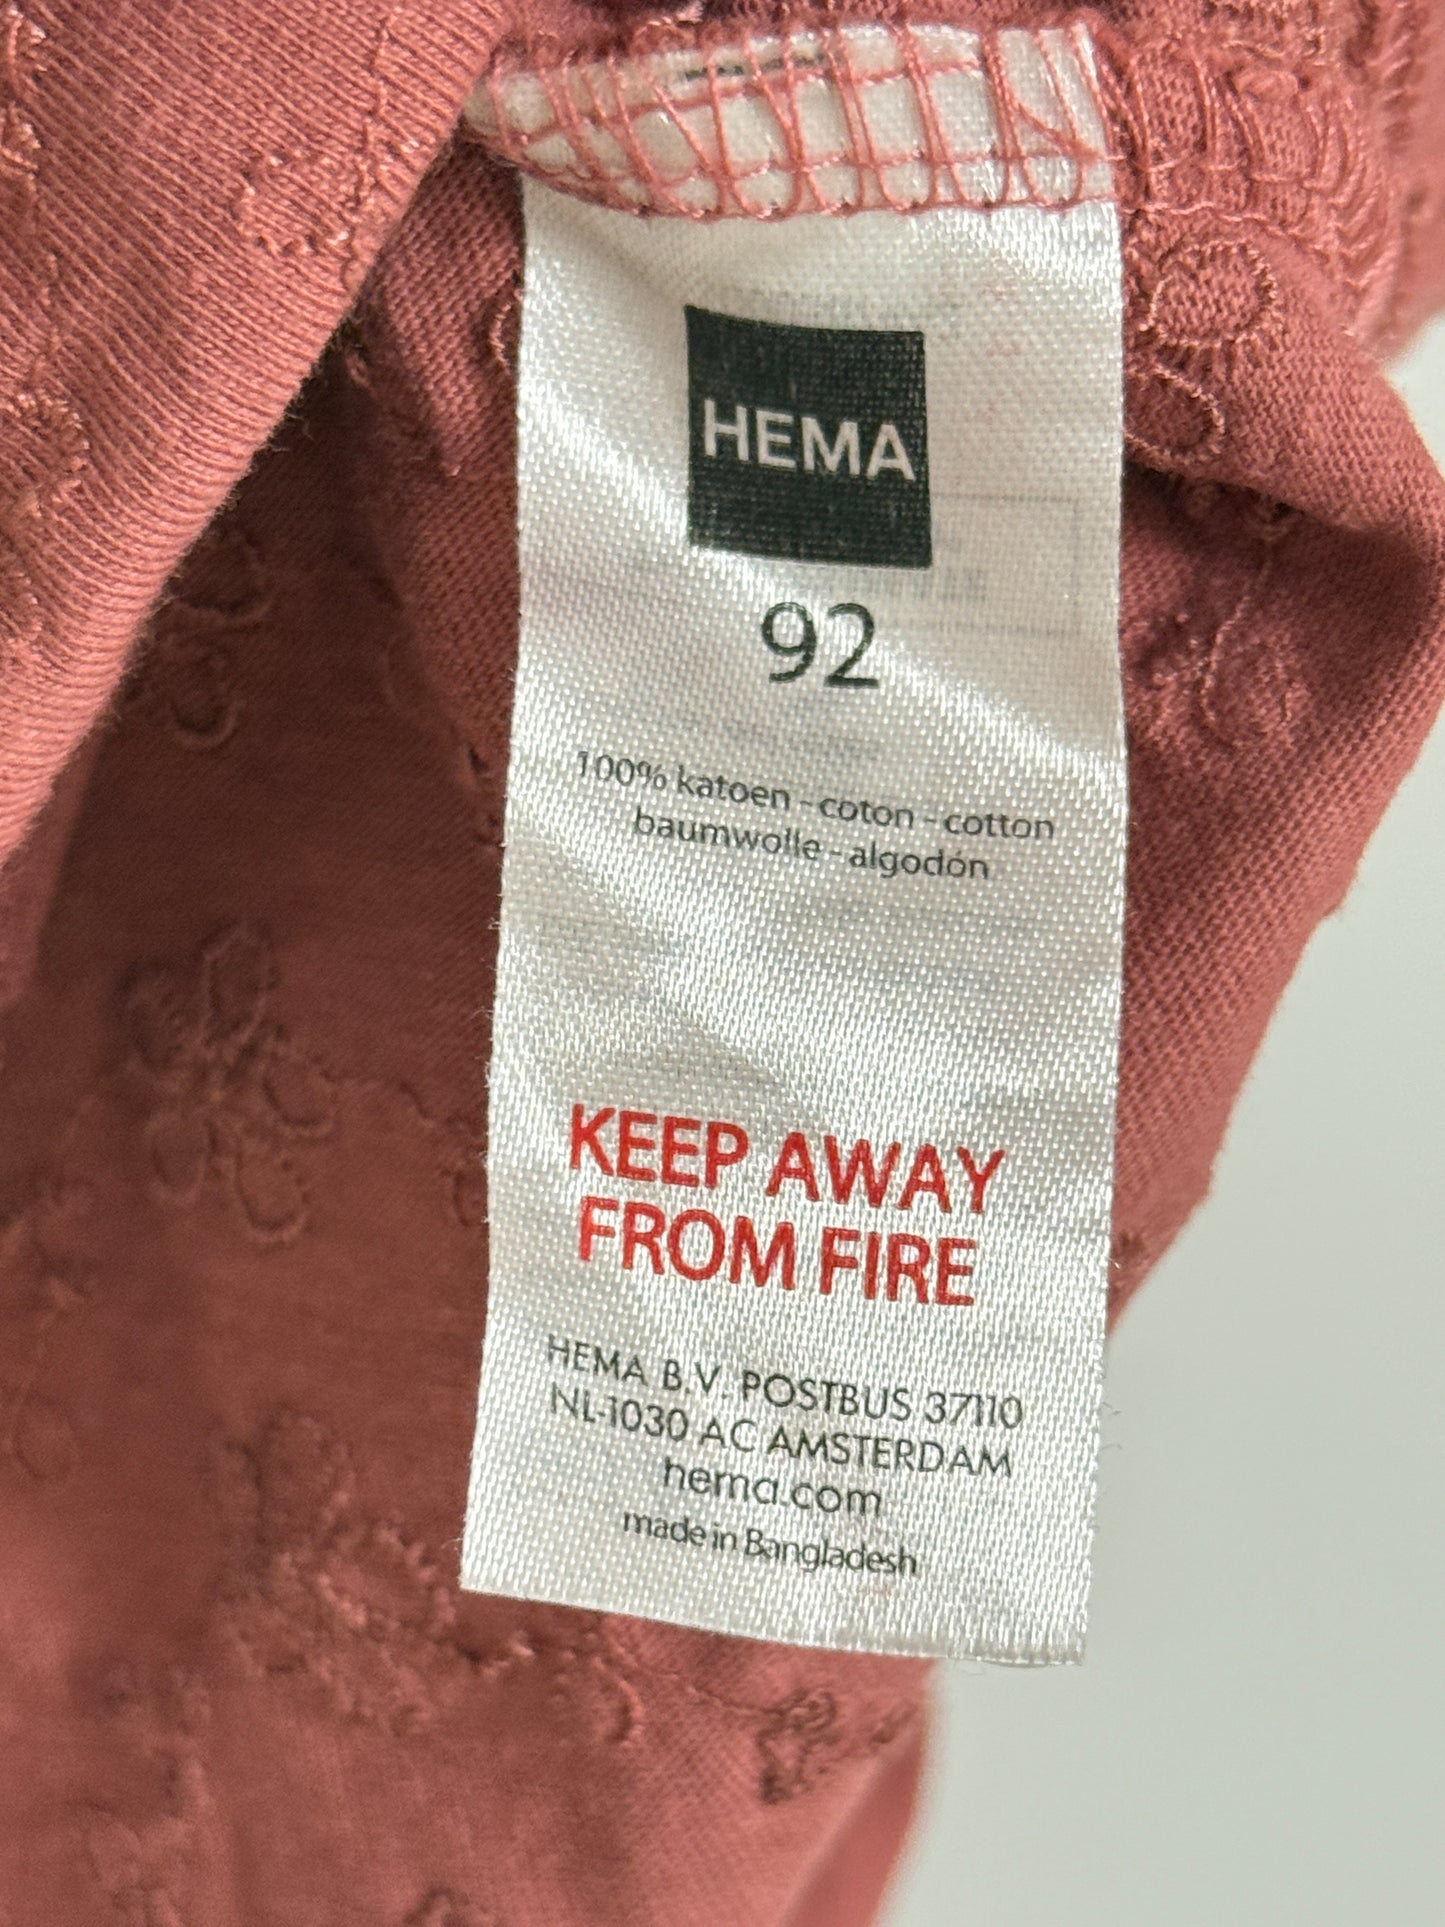 HEMA
92
100% katoen - coton - cotton
baumwolle - algodón
KEEP AWAY
FROM FIRE
HEMA B.V. POSTBUS 37110
NL-1030 AC AMSTERDAM
hema.com
made in Bangladesh